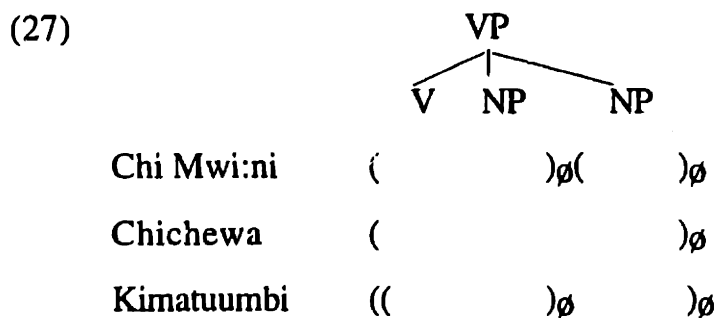 (27) VP
V NP NP
Chi Mwi:ni ( )ø( )ø
Chichewa ( )ø
Kimatuumbi (( )ø )ø